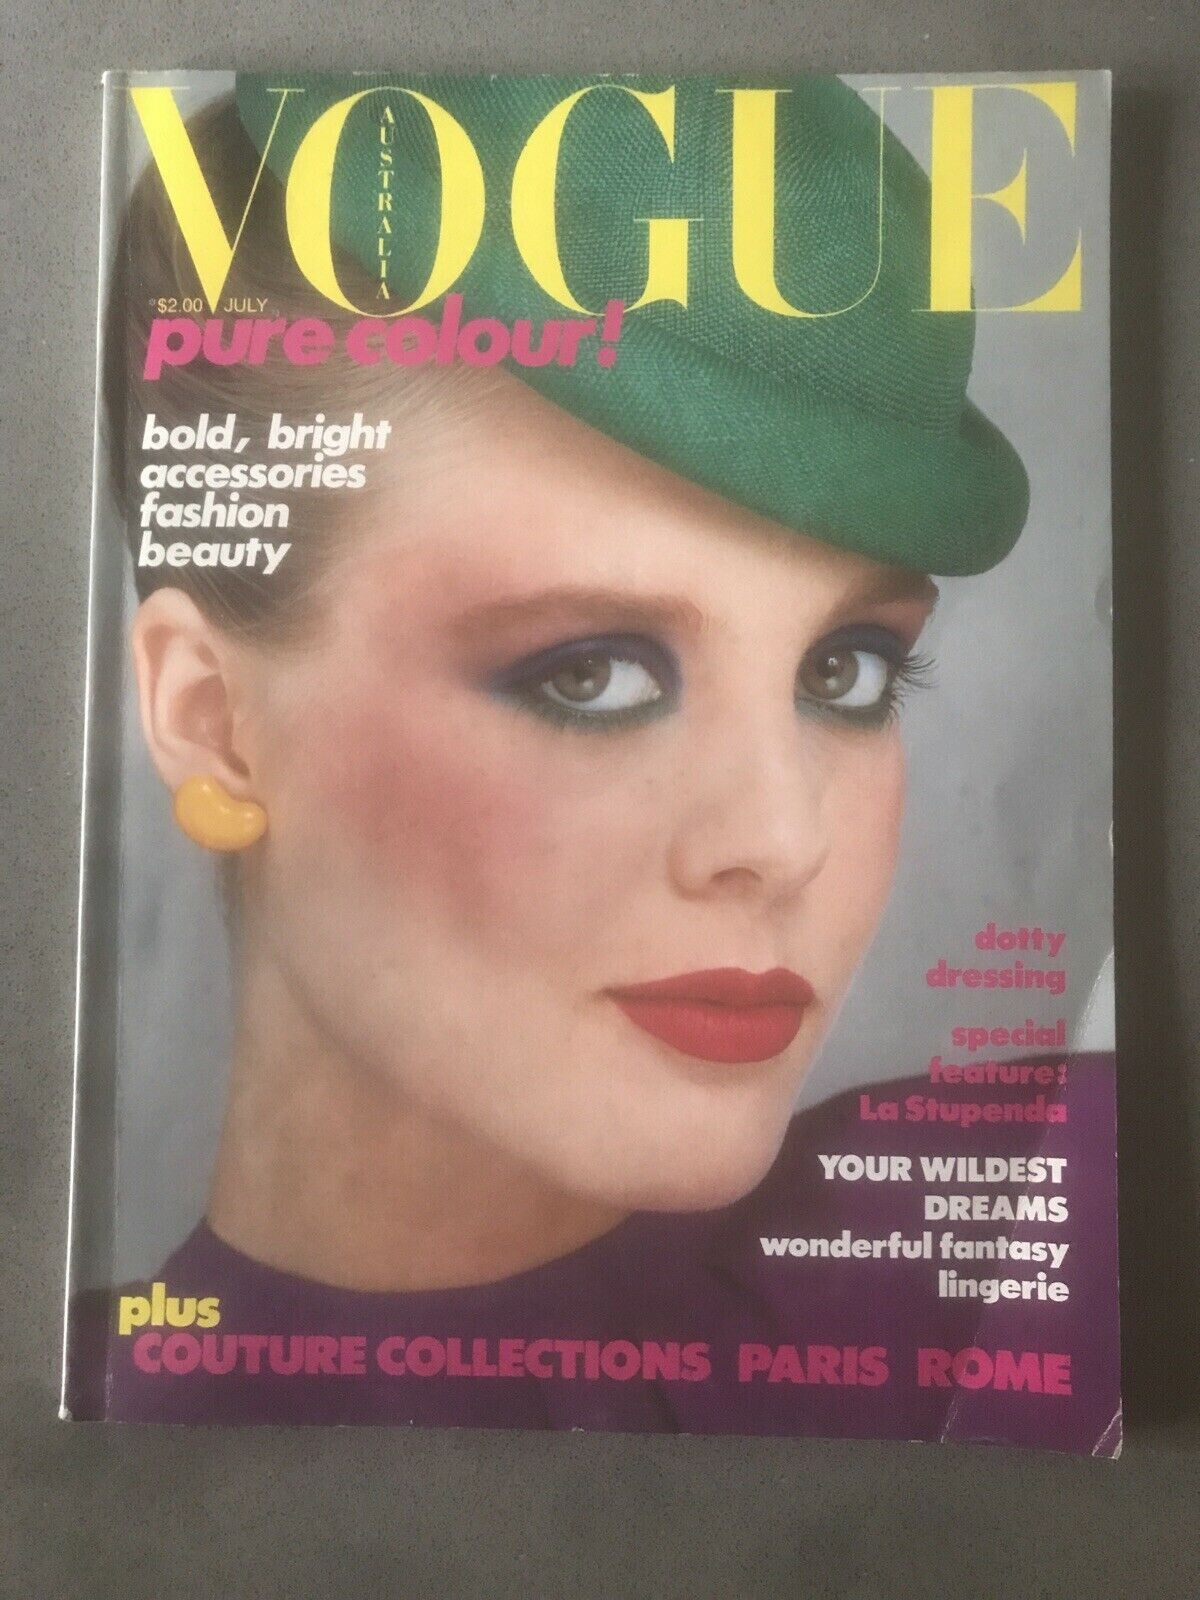 VOGUE
AUSTRALIA
*$2.00 JULY
pure colour!
bold, bright
accessories
fashion
beauty
dotty
dressing
special
feature:
La Stupenda
YOUR WILDEST
DREAMS
wonderful fantasy
lingerie
plus
COUTURE COLLECTIONS PARIS ROME